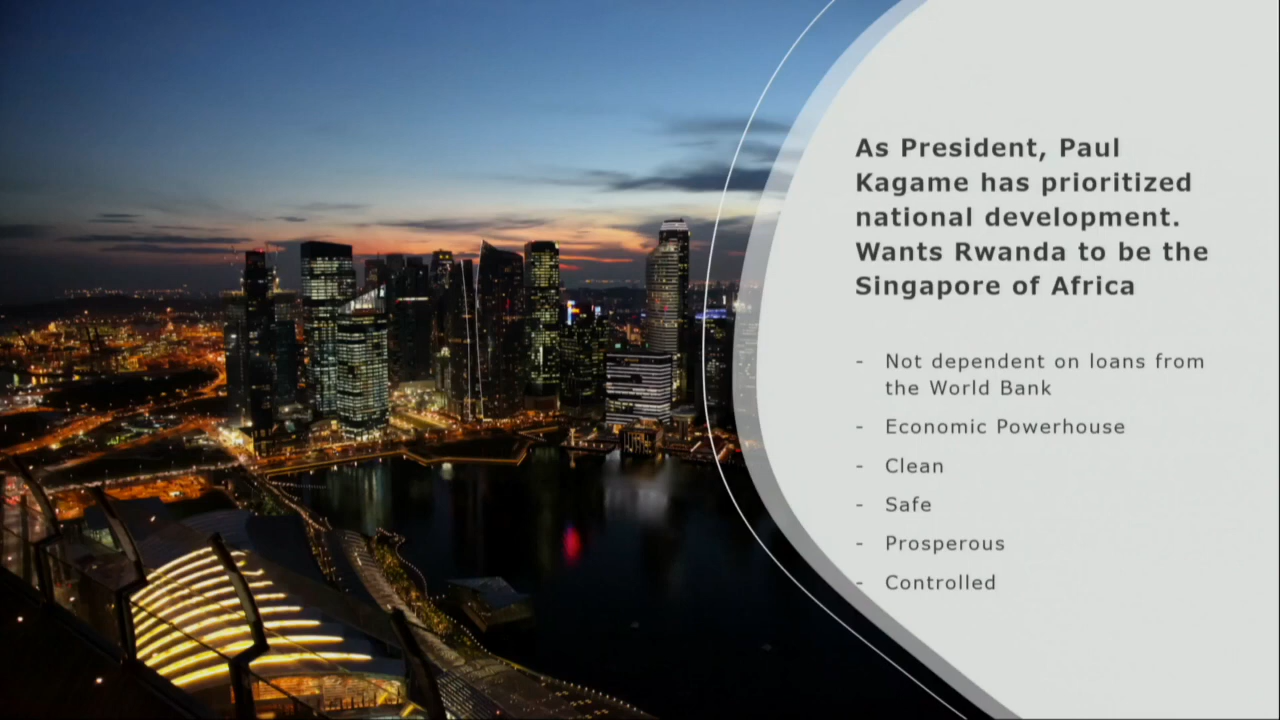 As President, Paul
Kagame has prioritized
national development.
Wants Rwanda to be the
Singapore of Africa
- Not dependent on loans from
the World Bank
- Economic Powerhouse
- Clean
- Safe
- Prosperous
- Controlled